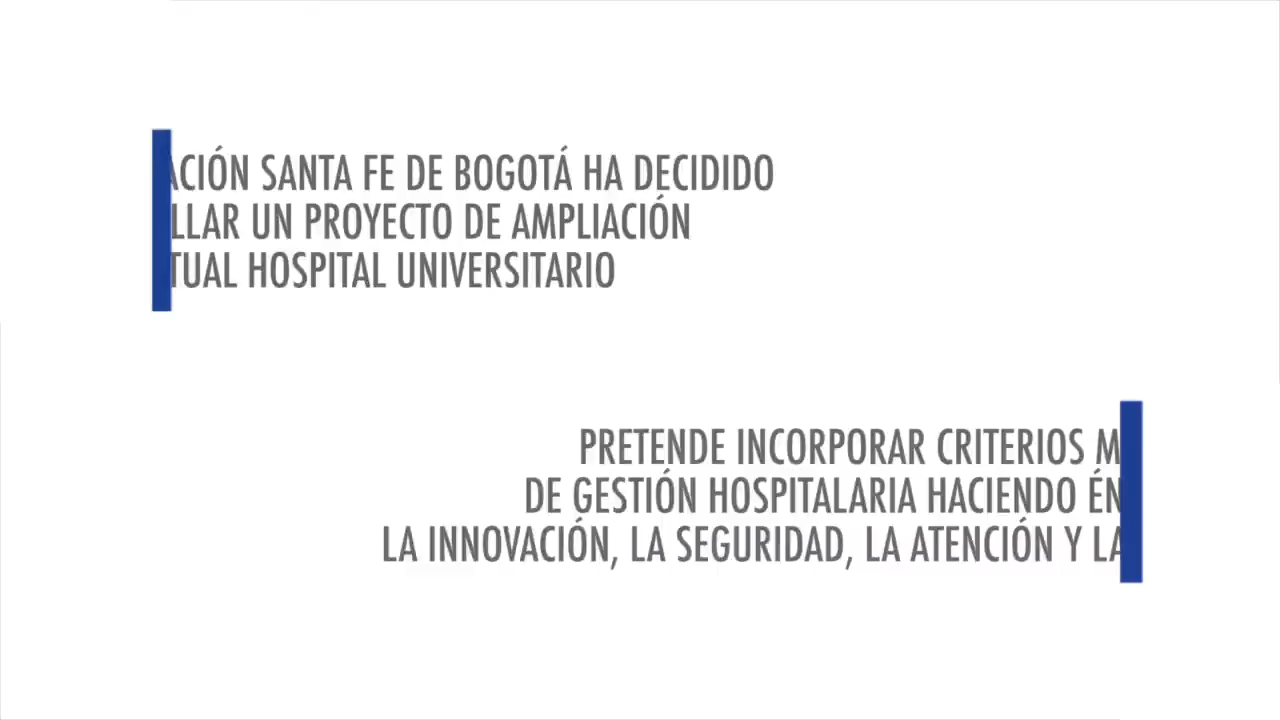 ACIÓN SANTA FE DE BOGOTÁ HA DECIDIDO
LLAR UN PROYECTO DE AMPLIACIÓN
TUAL HOSPITAL UNIVERSITARIO
PRETENDE INCORPORAR CRITERIOS M
DE GESTIÓN HOSPITALARIA HACIENDO ÉN
LA INNOVACIÓN, LA SEGURIDAD, LA ATENCIÓN Y LA